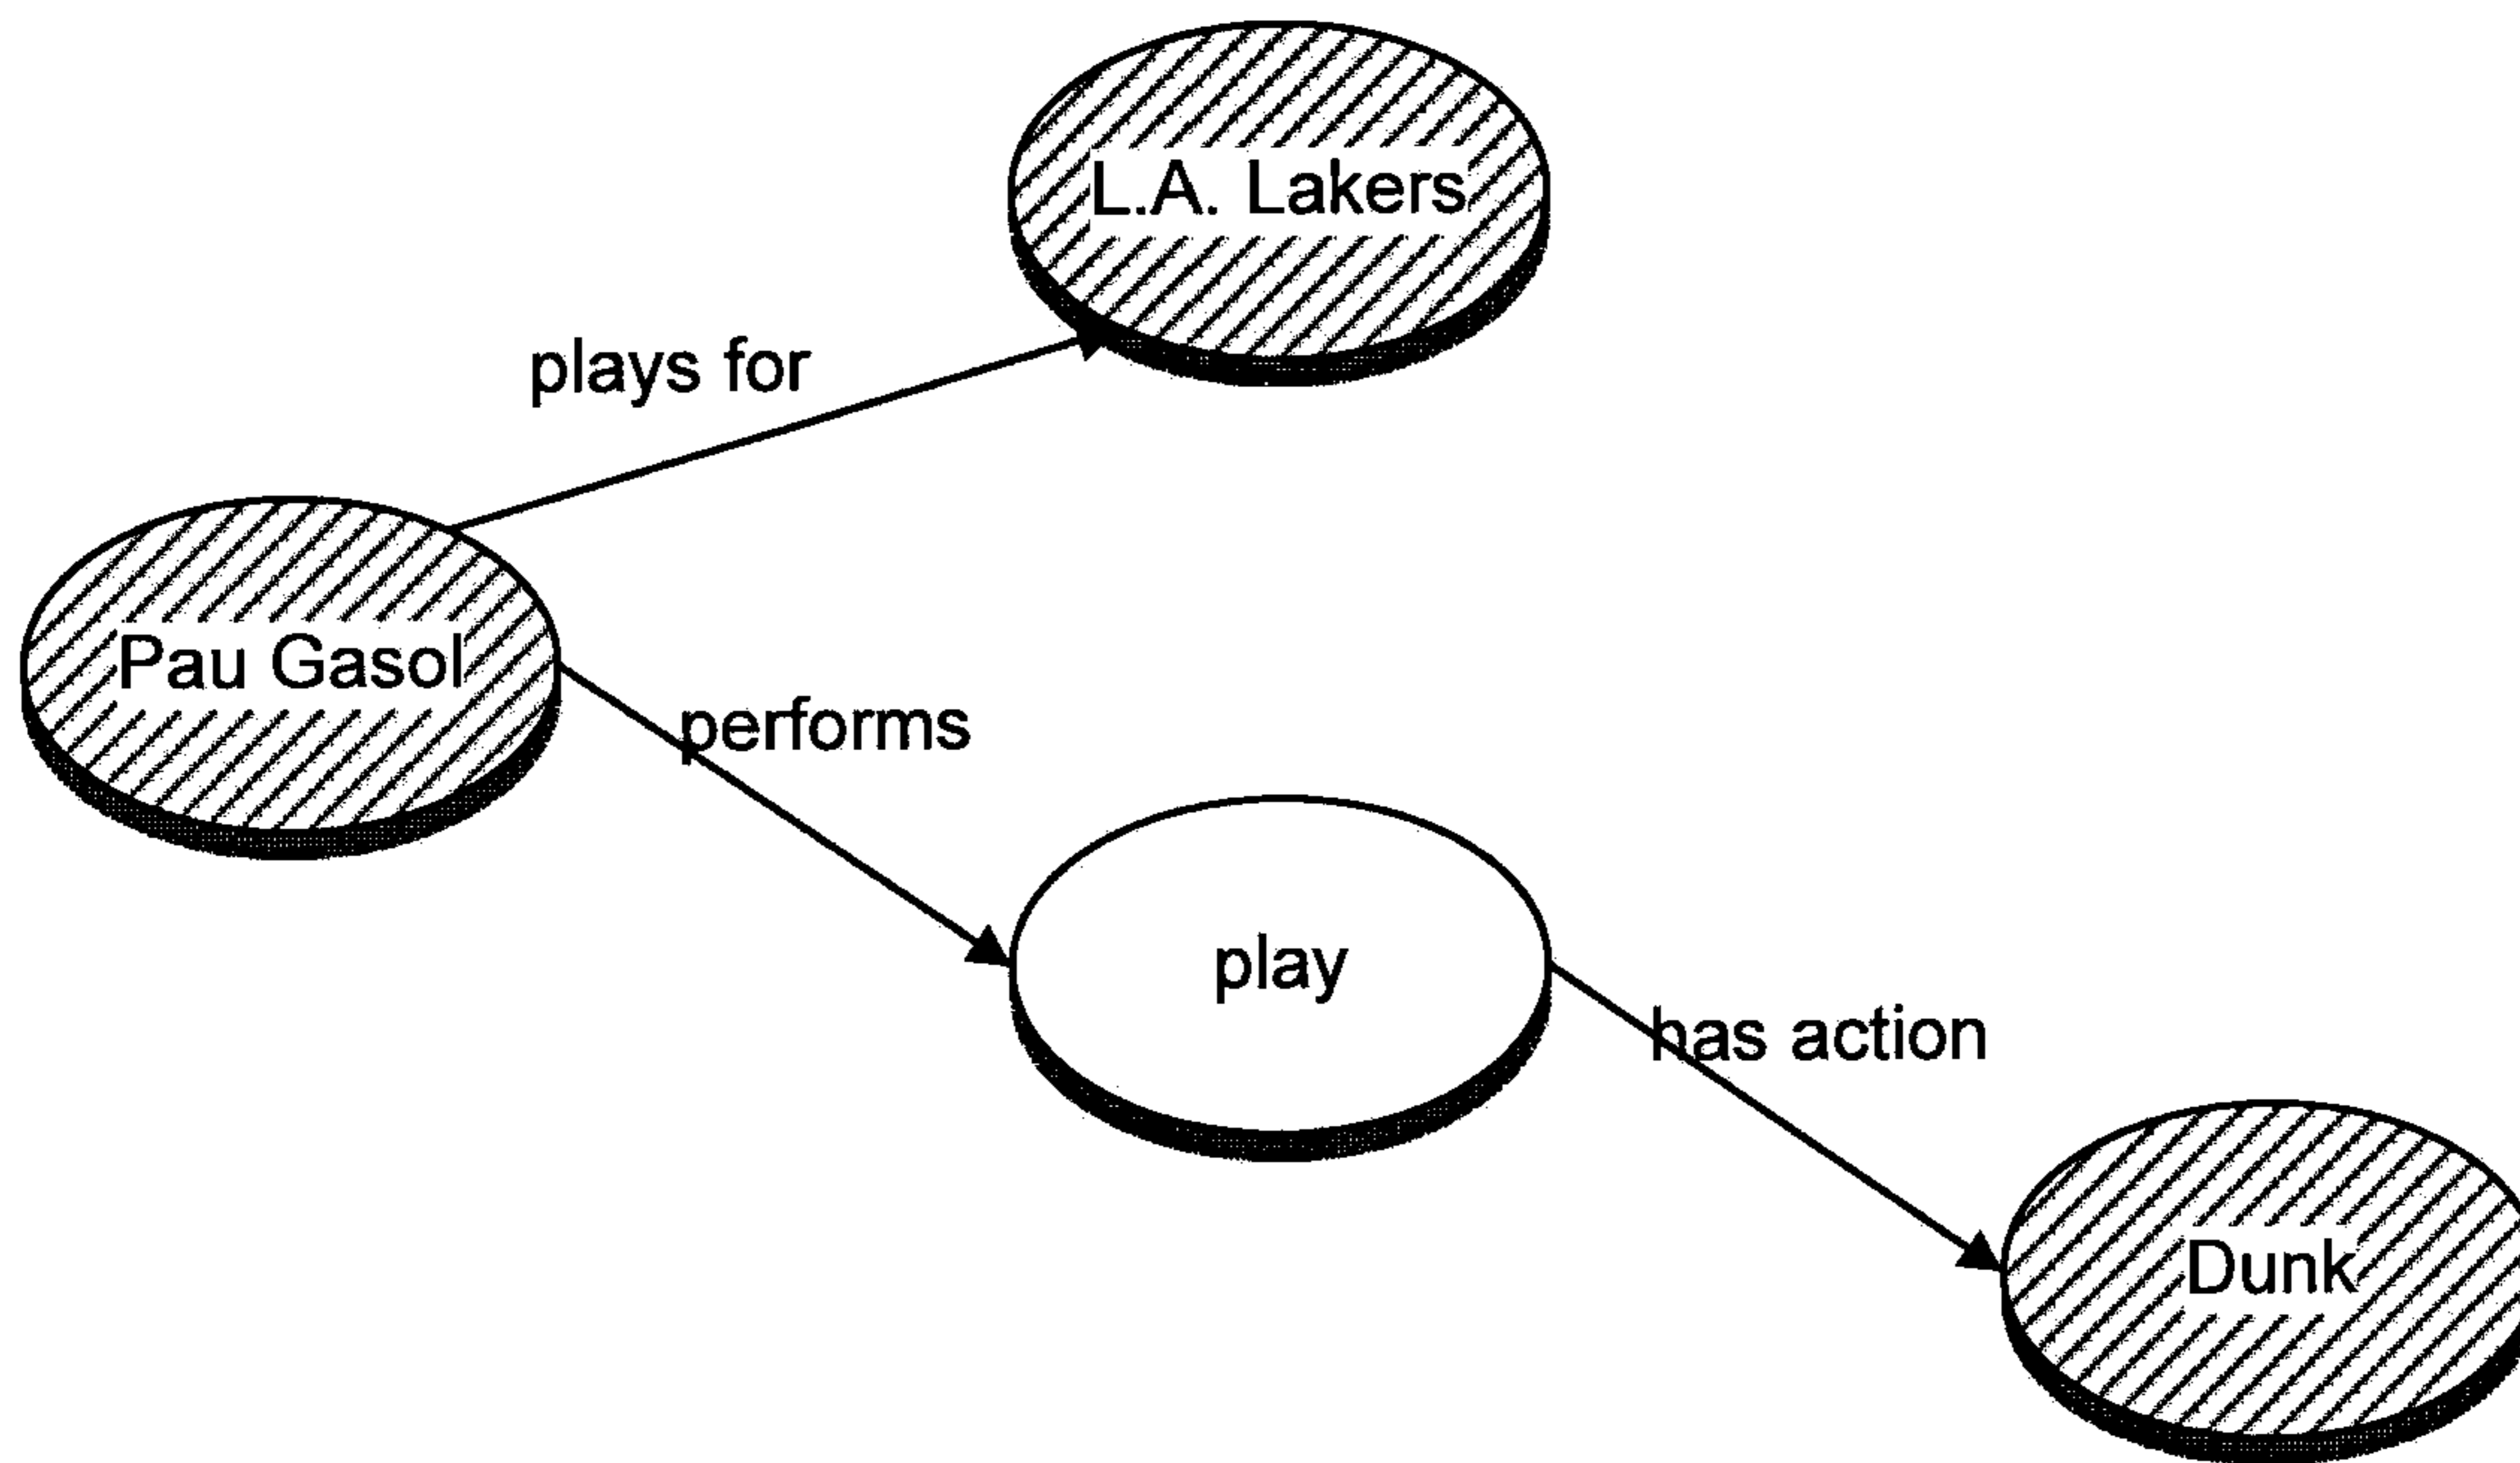 L.A. Lakers
plays for
Pau Gasol
performs
play
has action
Dunk